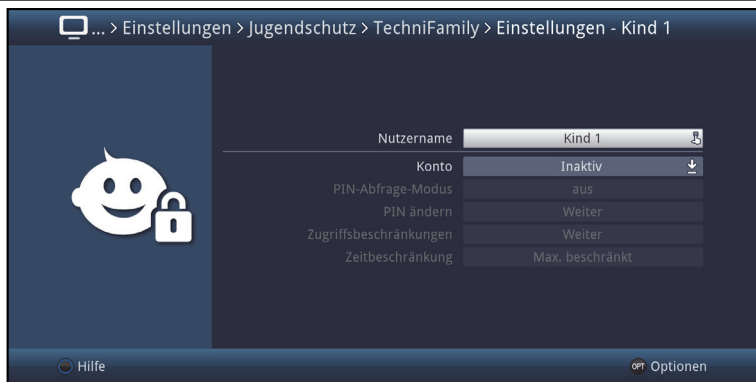 ... > Einstellungen > Jugendschutz > TechniFamily > Einstellungen - Kind 1
Nutzername Kind 1
Konto Inaktiv
PIN-Abfrage-Modus aus
PIN ändern Weiter
Zugriffsbeschränkungen Weiter
Zeitbeschränkung Max. beschränkt
Hilfe OPT Optionen